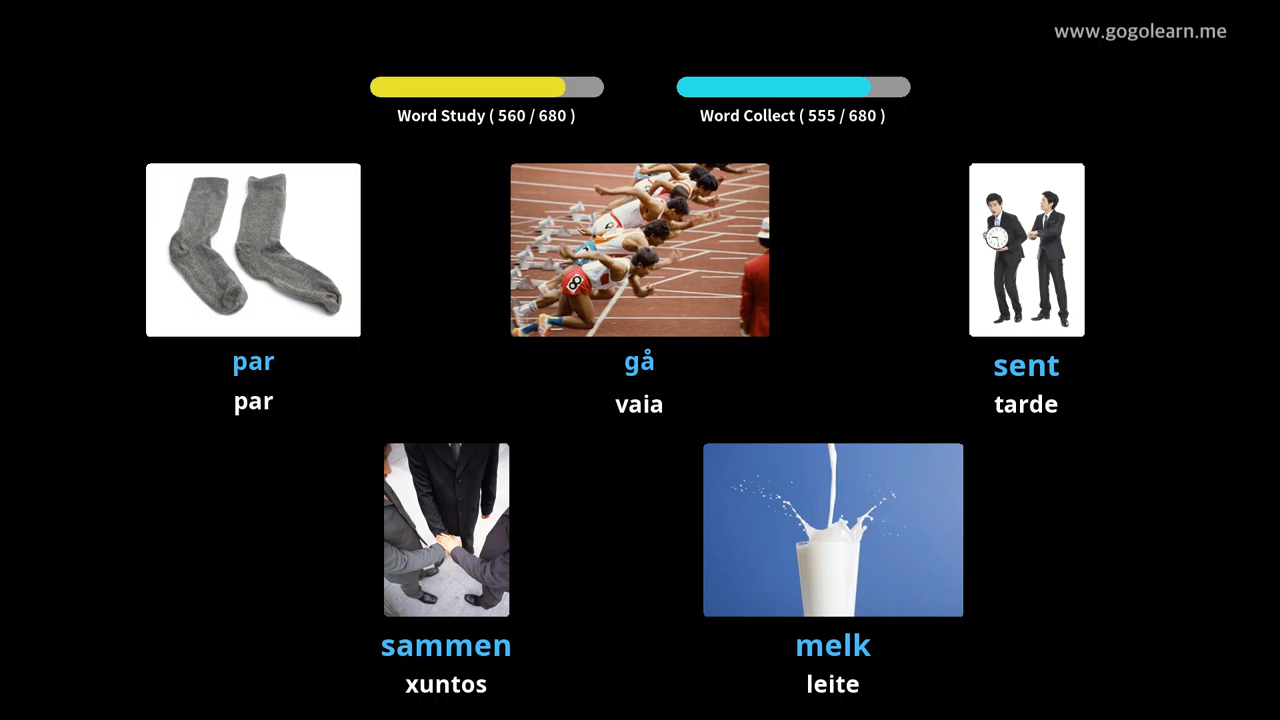 www.gogolearn.me
Word Study ( 560 / 680 )
Word Collect ( 555 / 680 )
par
par
gå
vaia
sent
tarde
8
sammen
xuntos
melk
leite